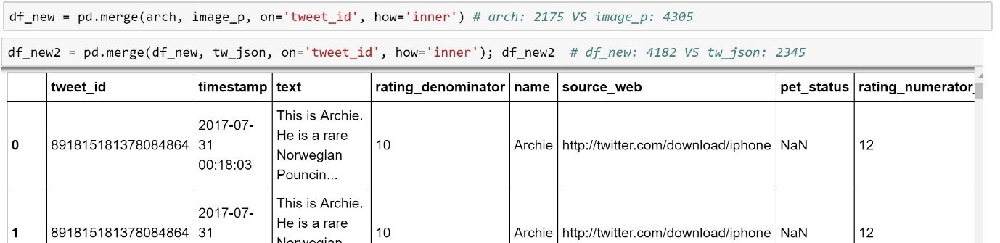 df_new = pd.merge(arch, image_p, on='tweet_id', how='inner') # arch: 2175 VS image_p: 4305
df_new2 = pd.merge(df_new, tw_json, on='tweet_id', how='inner'); df_new2  # df_new: 4182 VS tw_json: 2345
tweet_id timestamp text rating_denominator name source_web pet_status rating_numerator_
0 891815181378084864 2017-07-31 00:18:03 This is Archie. He is a rare Norwegian Pouncin... 10 Archie http://twitter.com/download/iphone NaN 12
1 891815181378084864 2017-07-31 This is Archie. He is a rare Norwegian 10 Archie http://twitter.com/download/iphone NaN 12